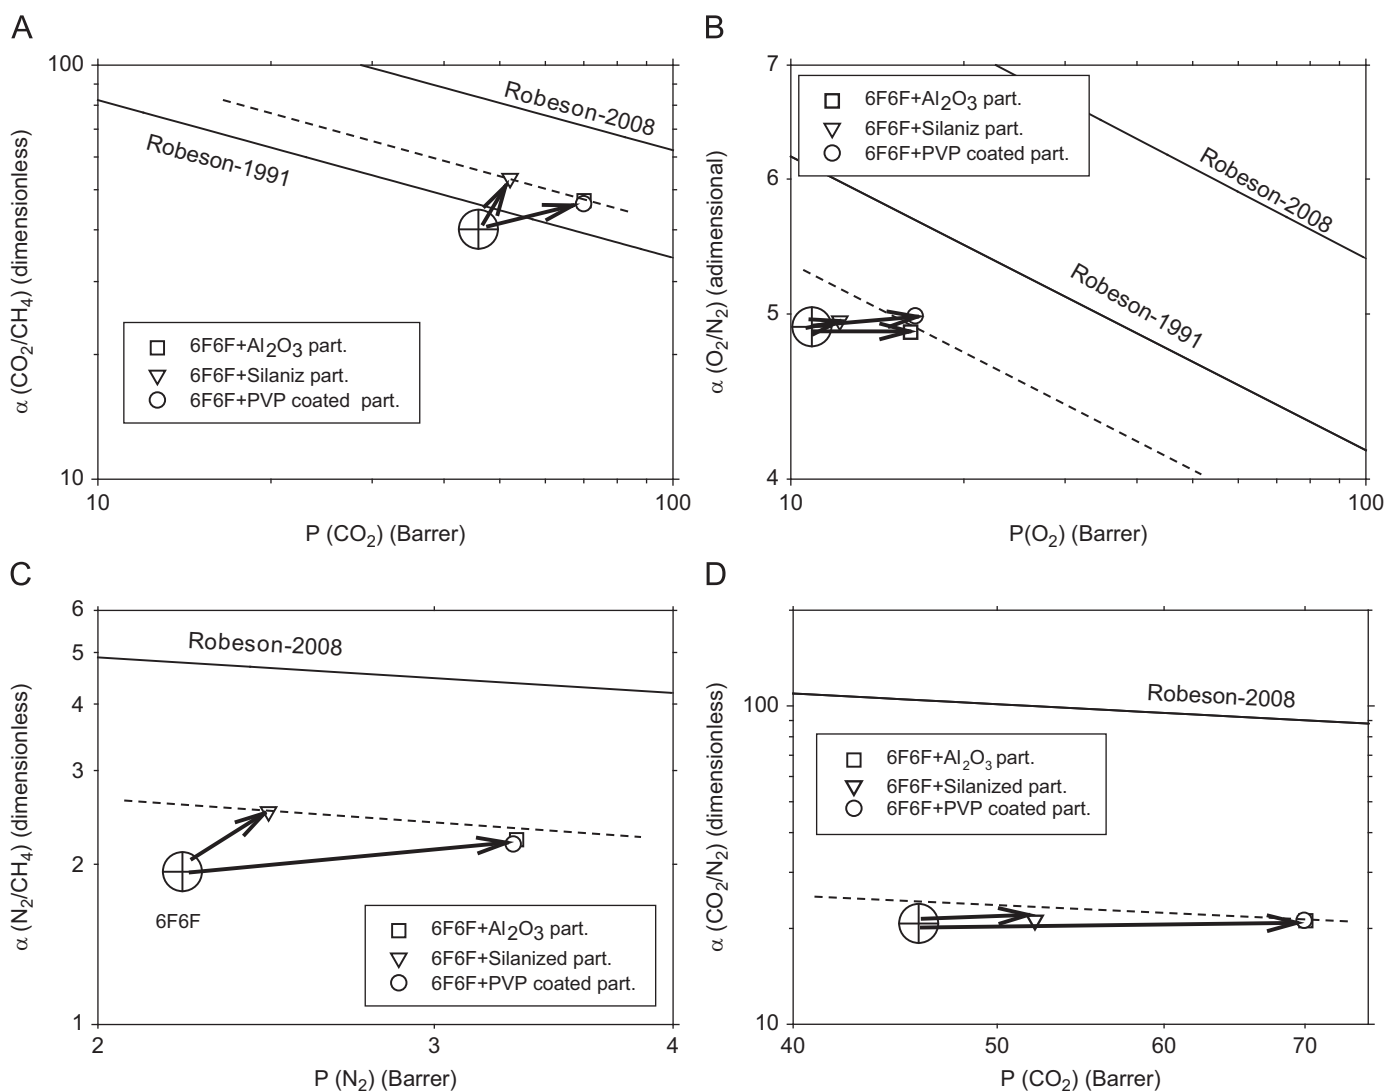 A
100
10
10
100
α (CO₂/CH₄) (dimensionless)
P (CO₂) (Barrer)
Robeson-2008
Robeson-1991
6F6F+Al₂O₃ part.
6F6F+Silaniz part.
6F6F+PVP coated part.
B
7
6
5
4
10
100
α (O₂/N₂) (adimensional)
P(O₂) (Barrer)
6F6F+Al₂O₃ part.
6F6F+Silaniz part.
6F6F+PVP coated part.
Robeson-2008
Robeson-1991
C
6
5
4
3
2
1
2
3
4
α (N₂/CH₄) (dimensionless)
P (N₂) (Barrer)
Robeson-2008
6F6F
6F6F+Al₂O₃ part.
6F6F+Silanized part.
6F6F+PVP coated part.
D
100
10
40
50
60
70
α (CO₂/N₂) (dimensionless)
P (CO₂) (Barrer)
Robeson-2008
6F6F+Al₂O₃ part.
6F6F+Silanized part.
6F6F+PVP coated part.